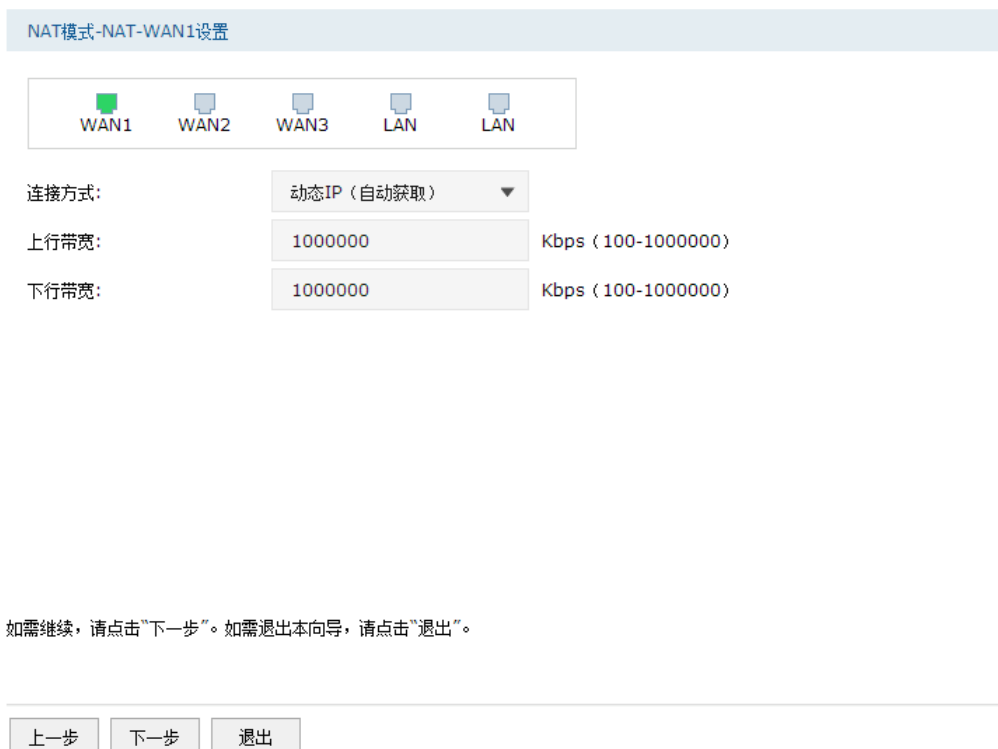 NAT模式-NAT-WAN1设置
WAN1 WAN2 WAN3 LAN LAN
连接方式: 动态IP（自动获取）
上行带宽: 1000000 Kbps（100-1000000）
下行带宽: 1000000 Kbps（100-1000000）
如需继续，请点击“下一步”。如需退出本向导，请点击“退出”。
上一步 下一步 退出